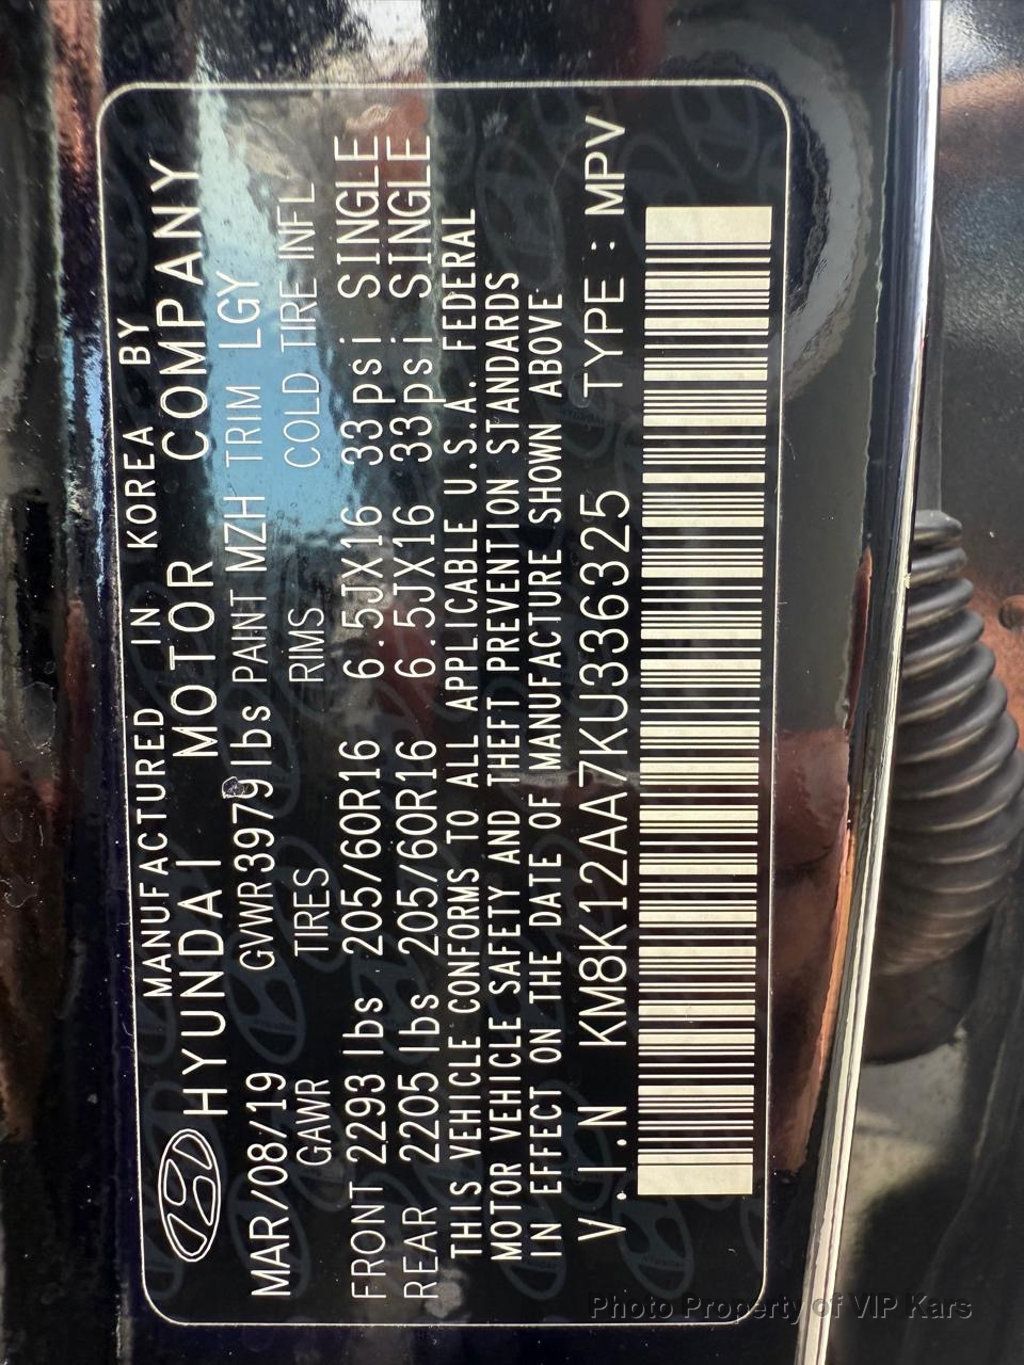 MANUFACTURED IN KOREA BY
HYUNDAI MOTOR COMPANY
MAR/08/19 GVWR 3979 lbs PAINT MZH TRIM LGY
GAWR TIRES RIMS COLD TIRE INFL
FRONT 2293 lbs 205/60R16 6.5JX16 33psi SINGLE
REAR 2205 lbs 205/60R16 6.5JX16 33psi SINGLE
THIS VEHICLE CONFORMS TO ALL APPLICABLE U.S.A. FEDERAL
MOTOR VEHICLE SAFETY AND THEFT PREVENTION STANDARDS
IN EFFECT ON THE DATE OF MANUFACTURE SHOWN ABOVE
V.I.N KM8K12AA7KU336325 TYPE : MPV
Photo Property of VIP Kars